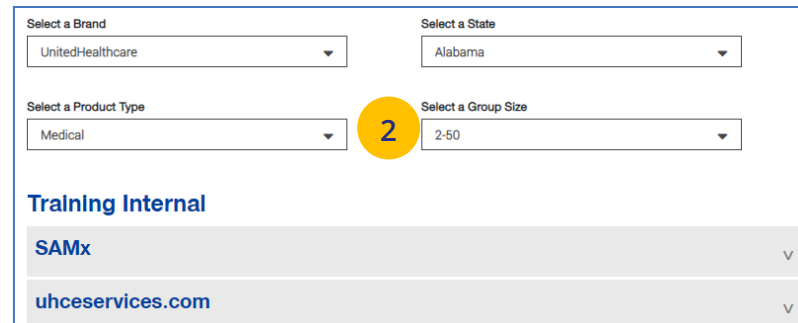 Select a Brand
Select a State
UnitedHealthcare
Alabama
Select a Product Type
Select a Group Size
Medical
2
2-50
Training Internal
SAMx
uhceservices.com